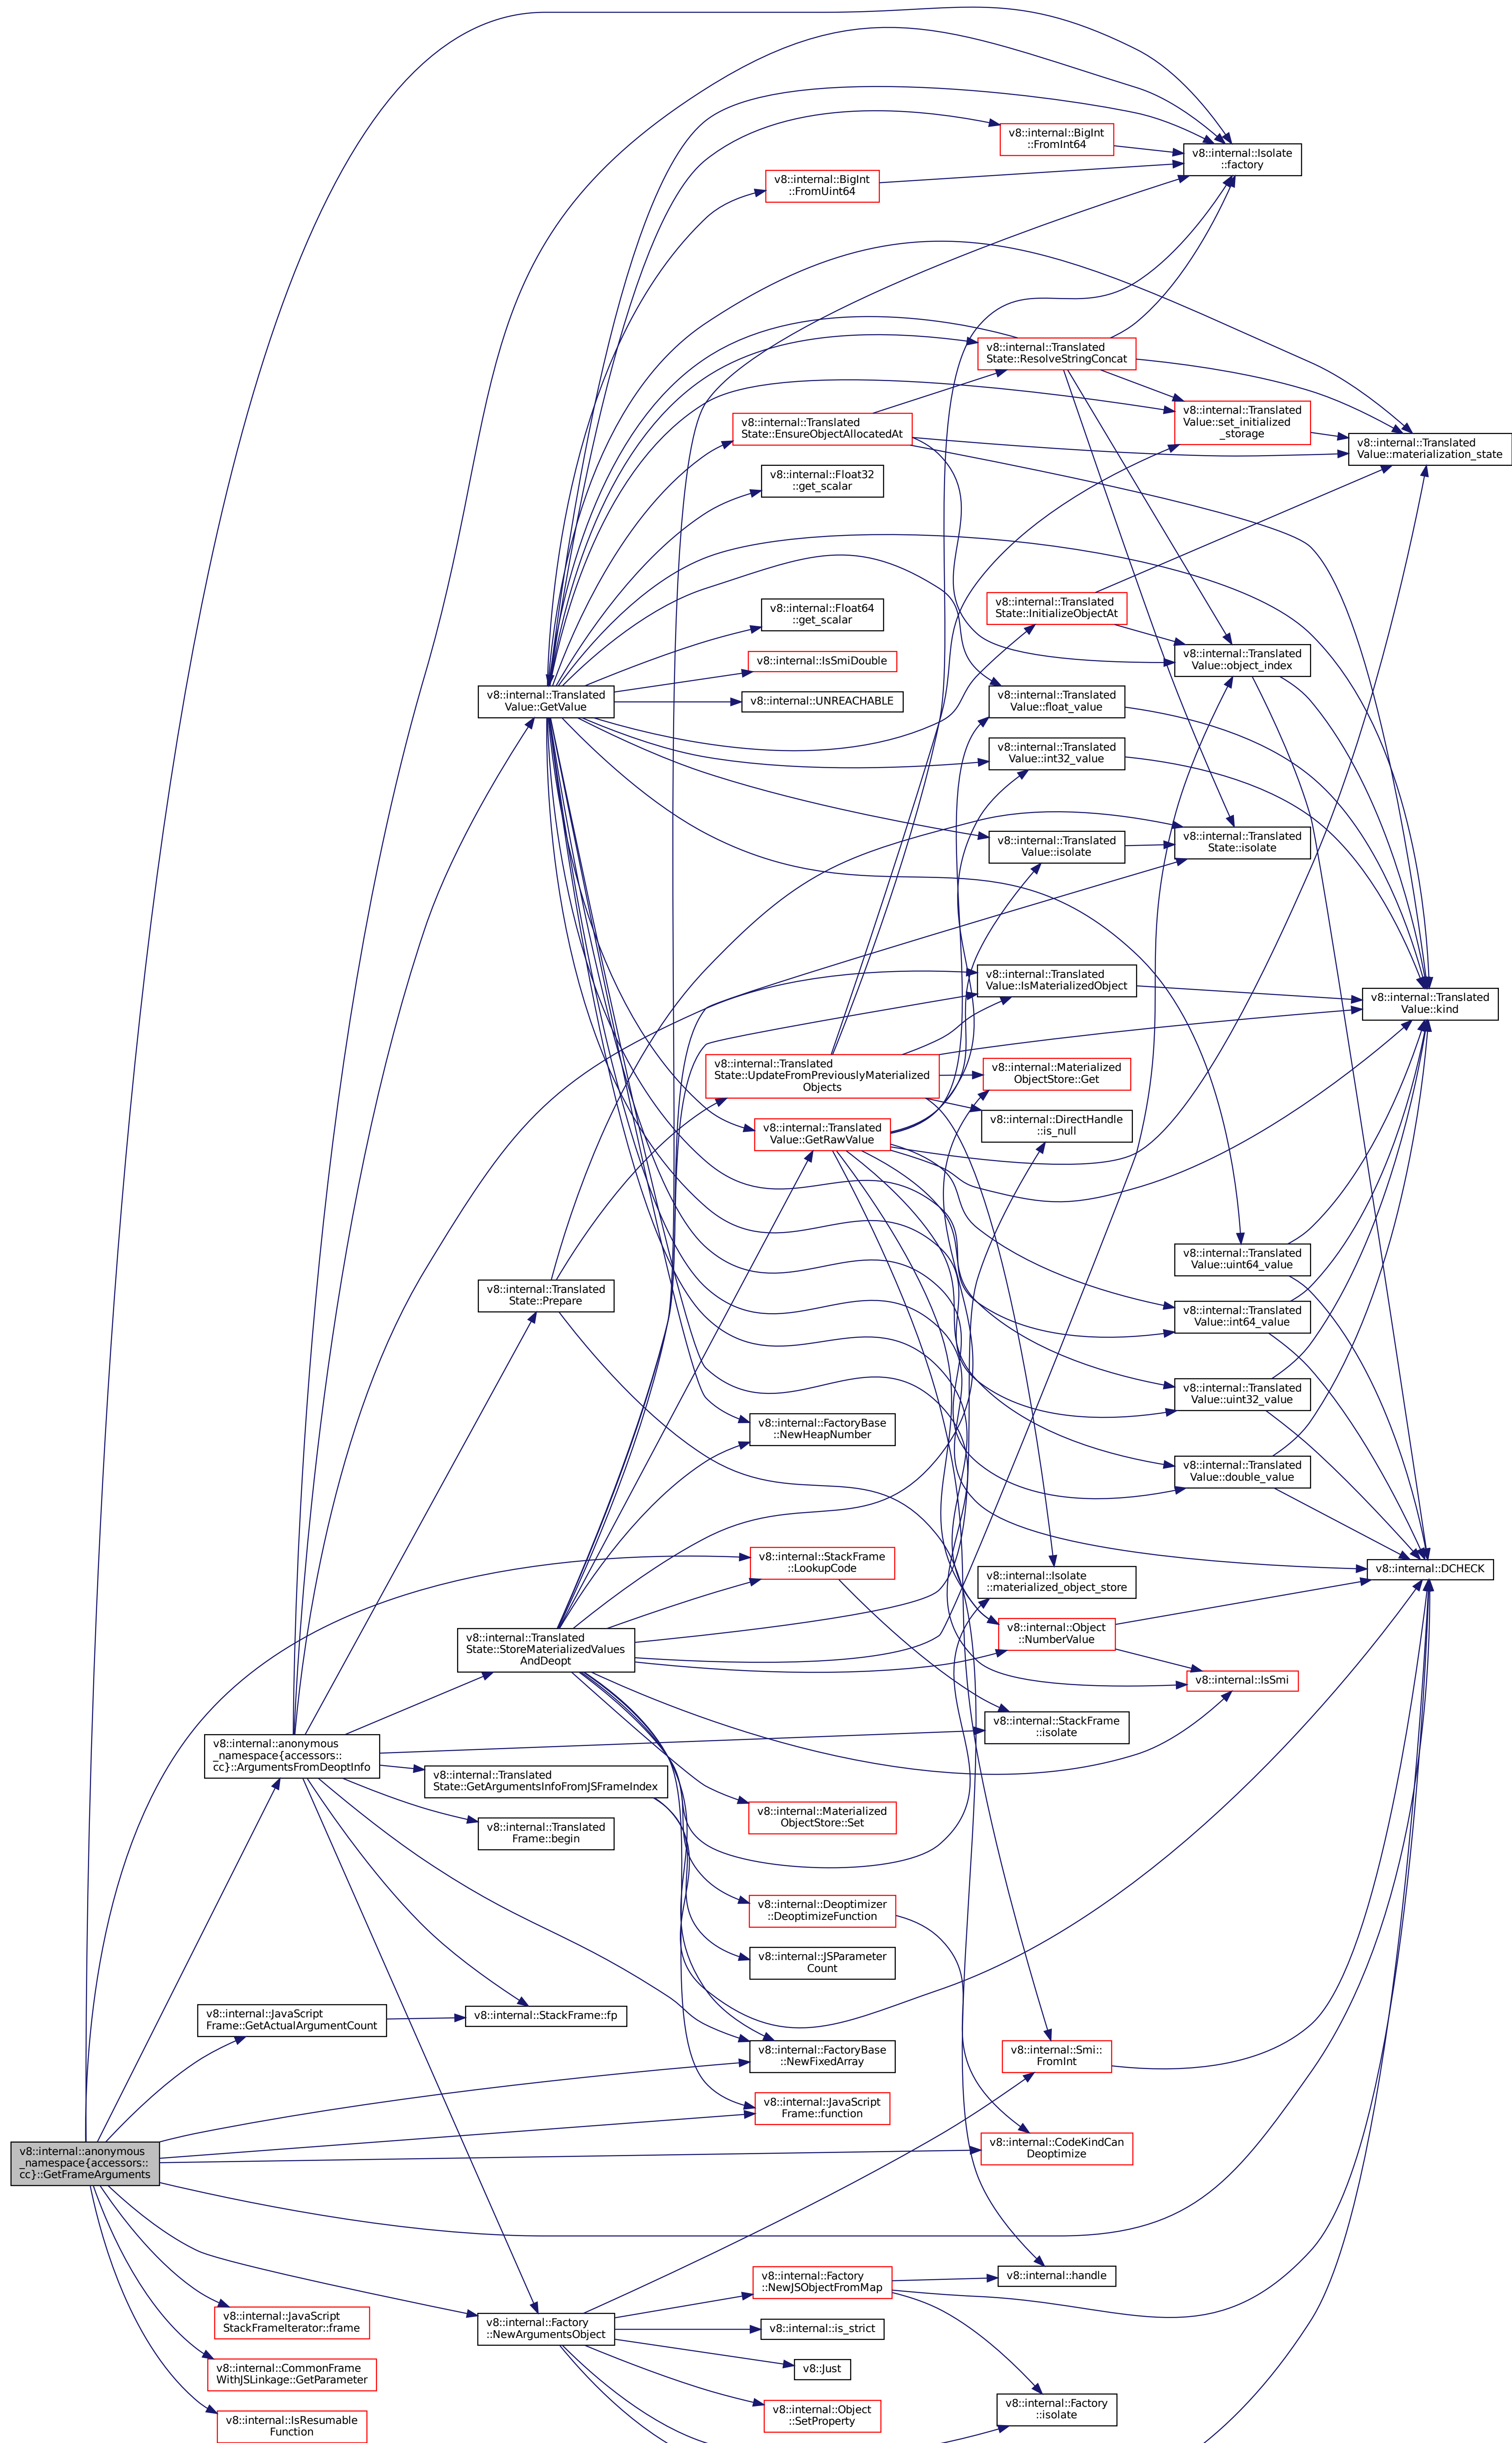 v8::internal::BigInt
::FromInt64
v8::internal::Isolate
::factory
v8::internal::BigInt
::FromUint64
v8::internal::Translated
State::ResolveStringConcat
v8::internal::Translated
Value::set_initialized
_storage
v8::internal::Translated
State::EnsureObjectAllocatedAt
v8::internal::Translated
Value::materialization_state
v8::internal::Float32
::get_scalar
v8::internal::Float64
::get_scalar
v8::internal::Translated
State::InitializeObjectAt
v8::internal::IsSmiDouble
v8::internal::Translated
Value::object_index
v8::internal::Translated
Value::GetValue
v8::internal::UNREACHABLE
v8::internal::Translated
Value::float_value
v8::internal::Translated
Value::int32_value
v8::internal::Translated
Value::isolate
v8::internal::Translated
State::isolate
v8::internal::Translated
Value::IsMaterializedObject
v8::internal::Translated
Value::kind
v8::internal::Translated
State::UpdateFromPreviouslyMaterialized
Objects
v8::internal::Materialized
ObjectStore::Get
v8::internal::DirectHandle
::is_null
v8::internal::Translated
Value::GetRawValue
v8::internal::Translated
Value::uint64_value
v8::internal::Translated
State::Prepare
v8::internal::Translated
Value::int64_value
v8::internal::Translated
Value::uint32_value
v8::internal::FactoryBase
::NewHeapNumber
v8::internal::Translated
Value::double_value
v8::internal::StackFrame
::LookupCode
v8::internal::Isolate
::materialized_object_store
v8::internal::DCHECK
v8::internal::Translated
State::StoreMaterializedValues
AndDeopt
v8::internal::Object
::NumberValue
v8::internal::IsSmi
v8::internal::StackFrame
::isolate
v8::internal::anonymous
_namespace{accessors::
cc}::ArgumentsFromDeoptInfo
v8::internal::Translated
State::GetArgumentsInfoFromJSFrameIndex
v8::internal::Materialized
ObjectStore::Set
v8::internal::Translated
Frame::begin
v8::internal::Deoptimizer
::DeoptimizeFunction
v8::internal::JSParameter
Count
v8::internal::JavaScript
Frame::GetActualArgumentCount
v8::internal::StackFrame::fp
v8::internal::FactoryBase
::NewFixedArray
v8::internal::Smi::
FromInt
v8::internal::JavaScript
Frame::function
v8::internal::anonymous
_namespace{accessors::
cc}::GetFrameArguments
v8::internal::CodeKindCan
Deoptimize
v8::internal::Factory
::NewJSObjectFromMap
v8::internal::handle
v8::internal::JavaScript
StackFrameIterator::frame
v8::internal::Factory
::NewArgumentsObject
v8::internal::is_strict
v8::internal::CommonFrame
WithJSLinkage::GetParameter
v8::Just
v8::internal::Object
::SetProperty
v8::internal::Factory
::isolate
v8::internal::IsResumable
Function